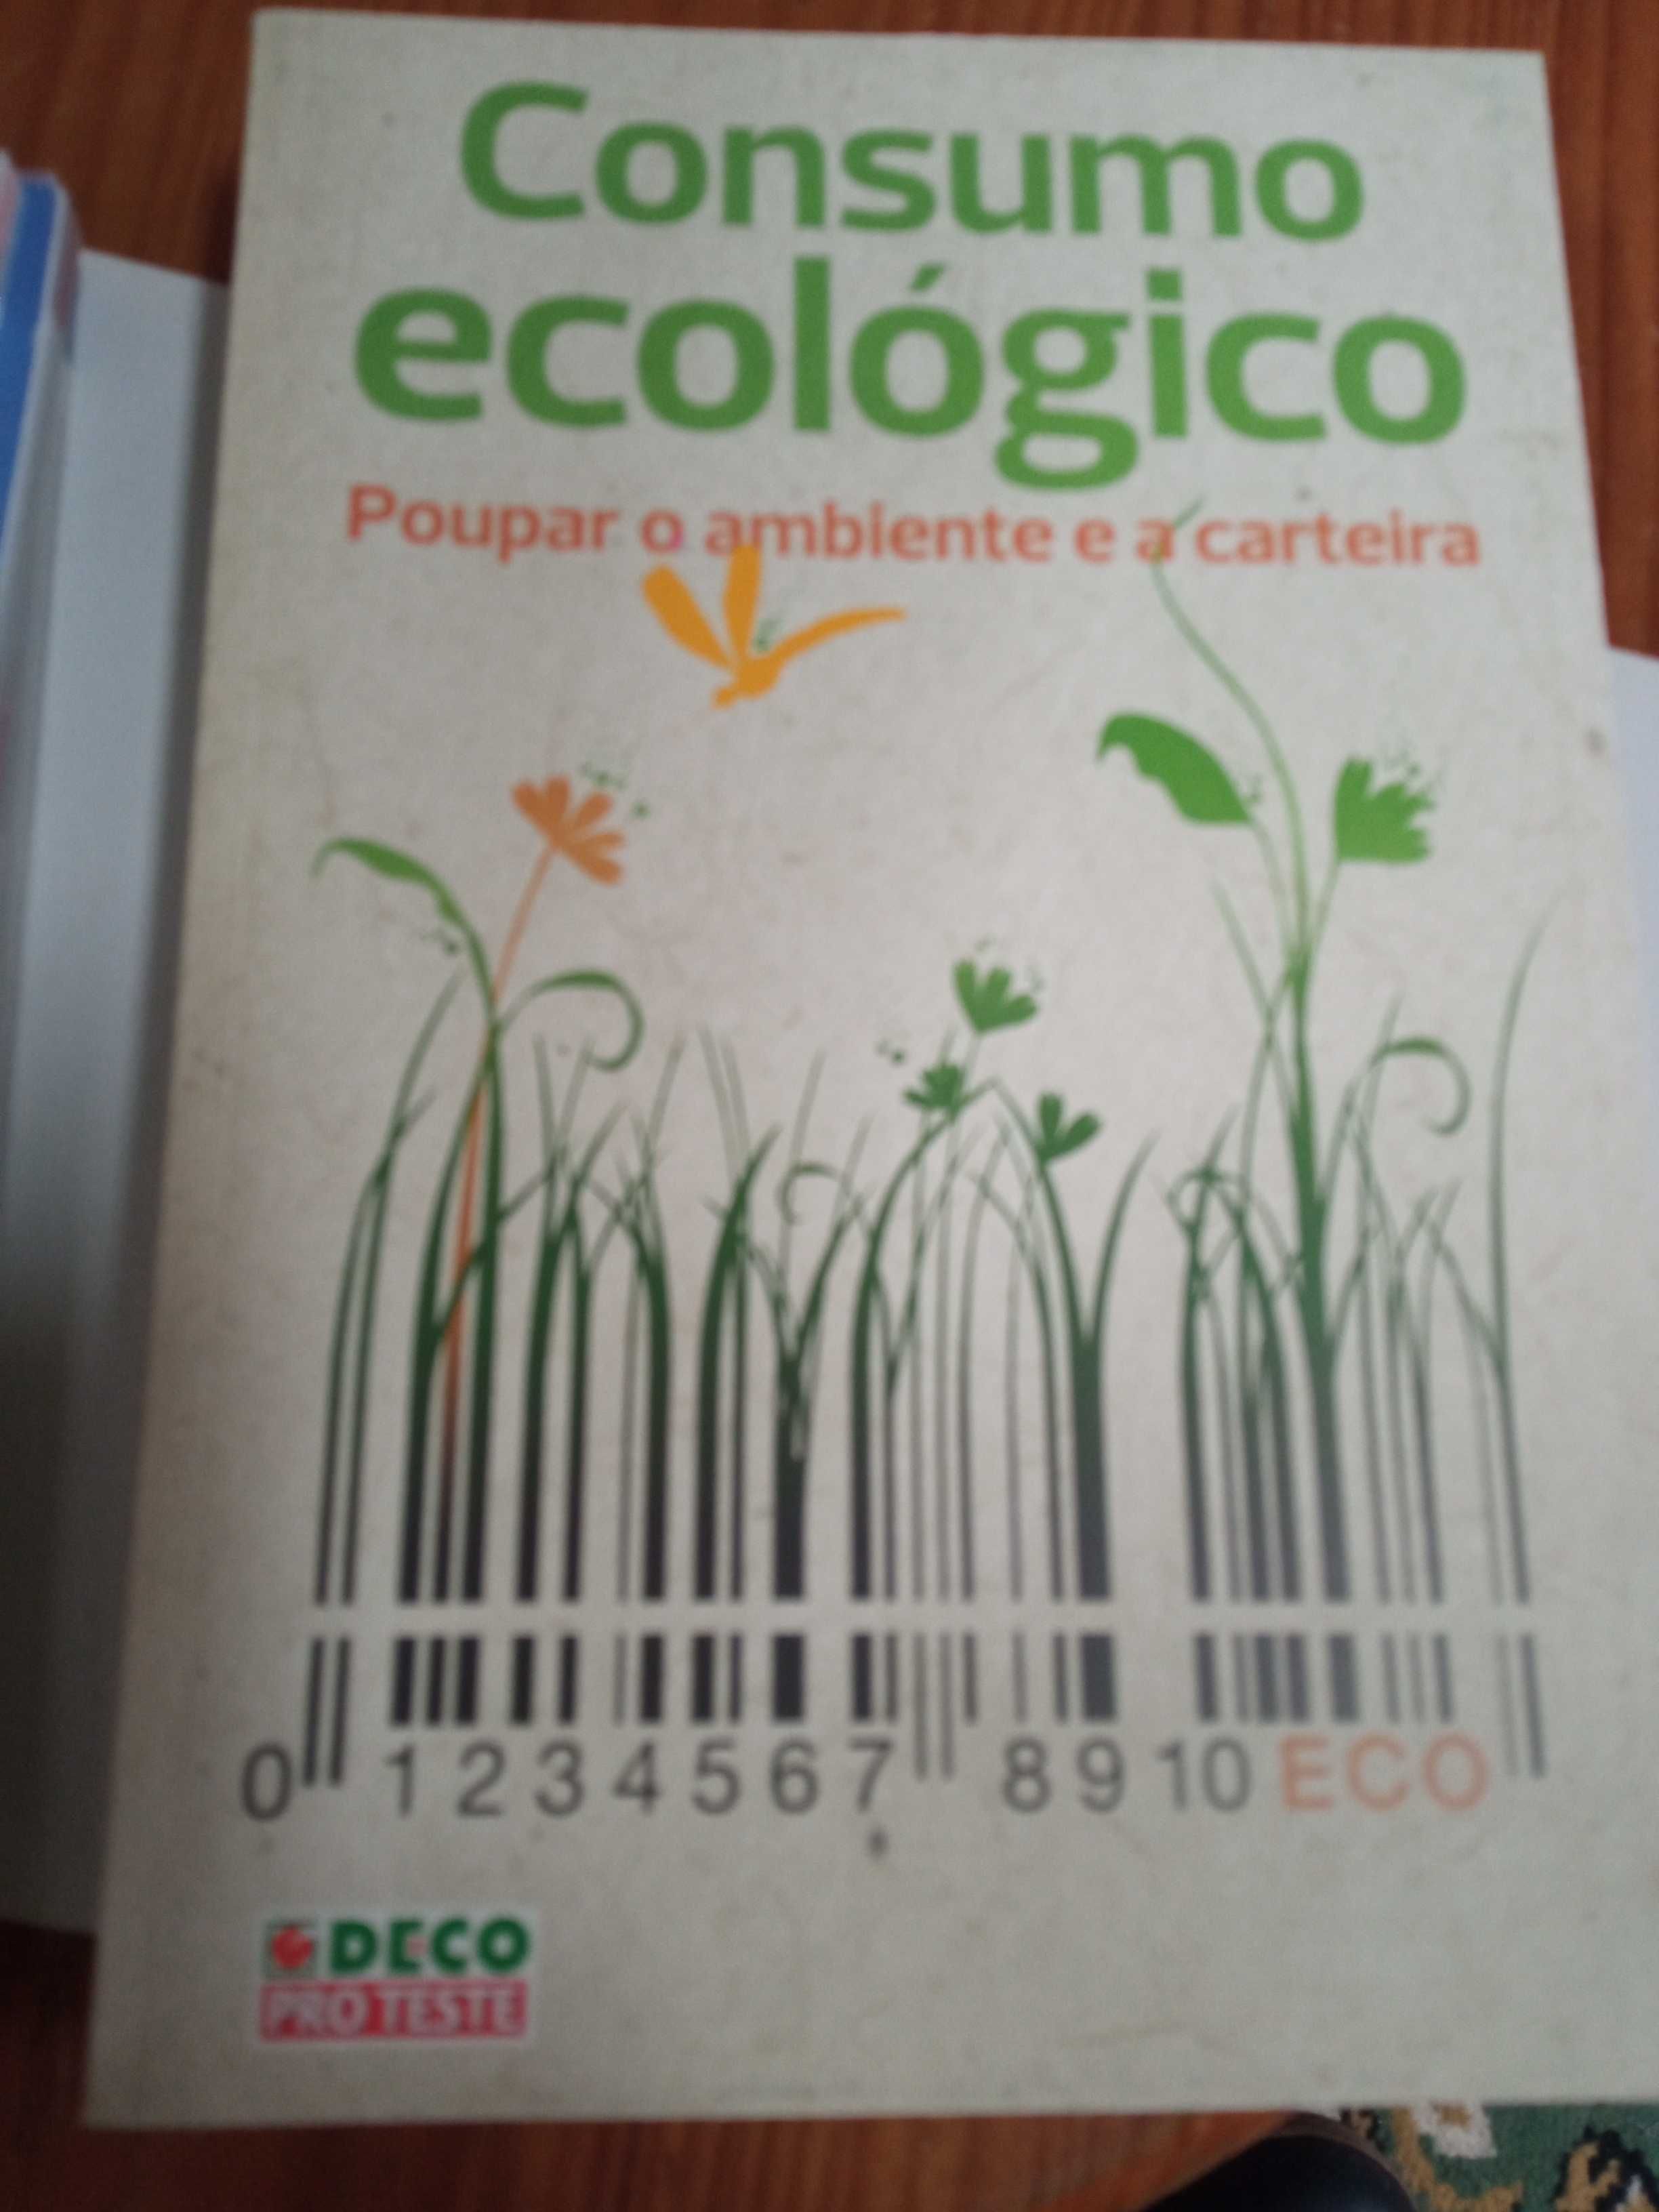 Consumo
ecológico
Poupar o ambiente e a carteira
0 1 2 3 4 5 6 7 8 9 10 ECO
DECO
PRO TESTE